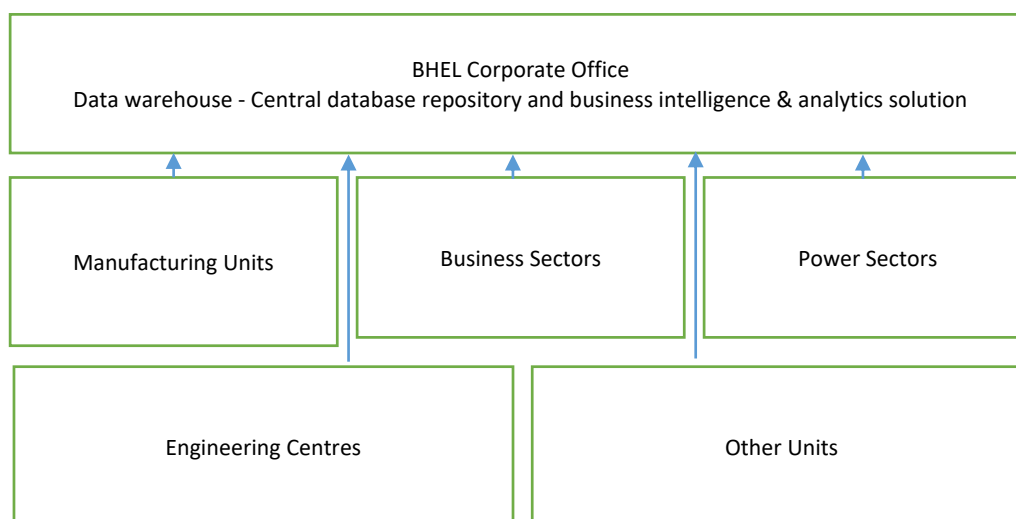 BHEL Corporate Office
Data warehouse - Central database repository and business intelligence & analytics solution
Manufacturing Units
Business Sectors
Power Sectors
Engineering Centres
Other Units